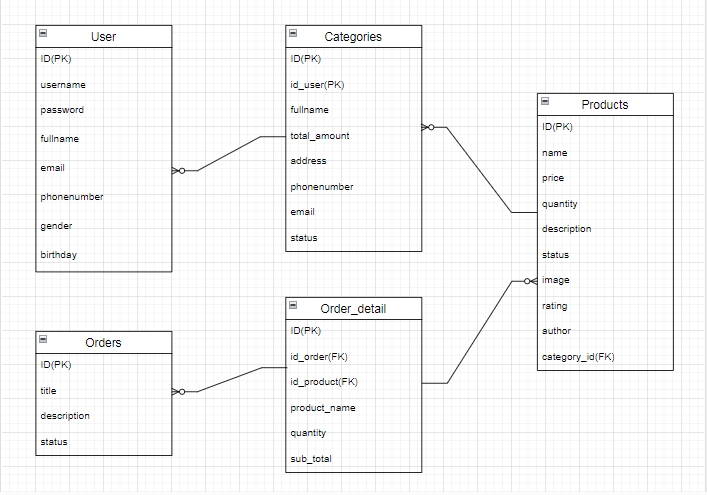 User
ID(PK)
username
password
fullname
email
phonenumber
gender
birthday
Categories
ID(PK)
id_user(PK)
fullname
total_amount
address
phonenumber
email
status
Products
ID(PK)
name
price
quantity
description
status
image
rating
author
category_id(FK)
Orders
ID(PK)
title
description
status
Order_detail
ID(PK)
id_order(FK)
id_product(FK)
product_name
quantity
sub_total